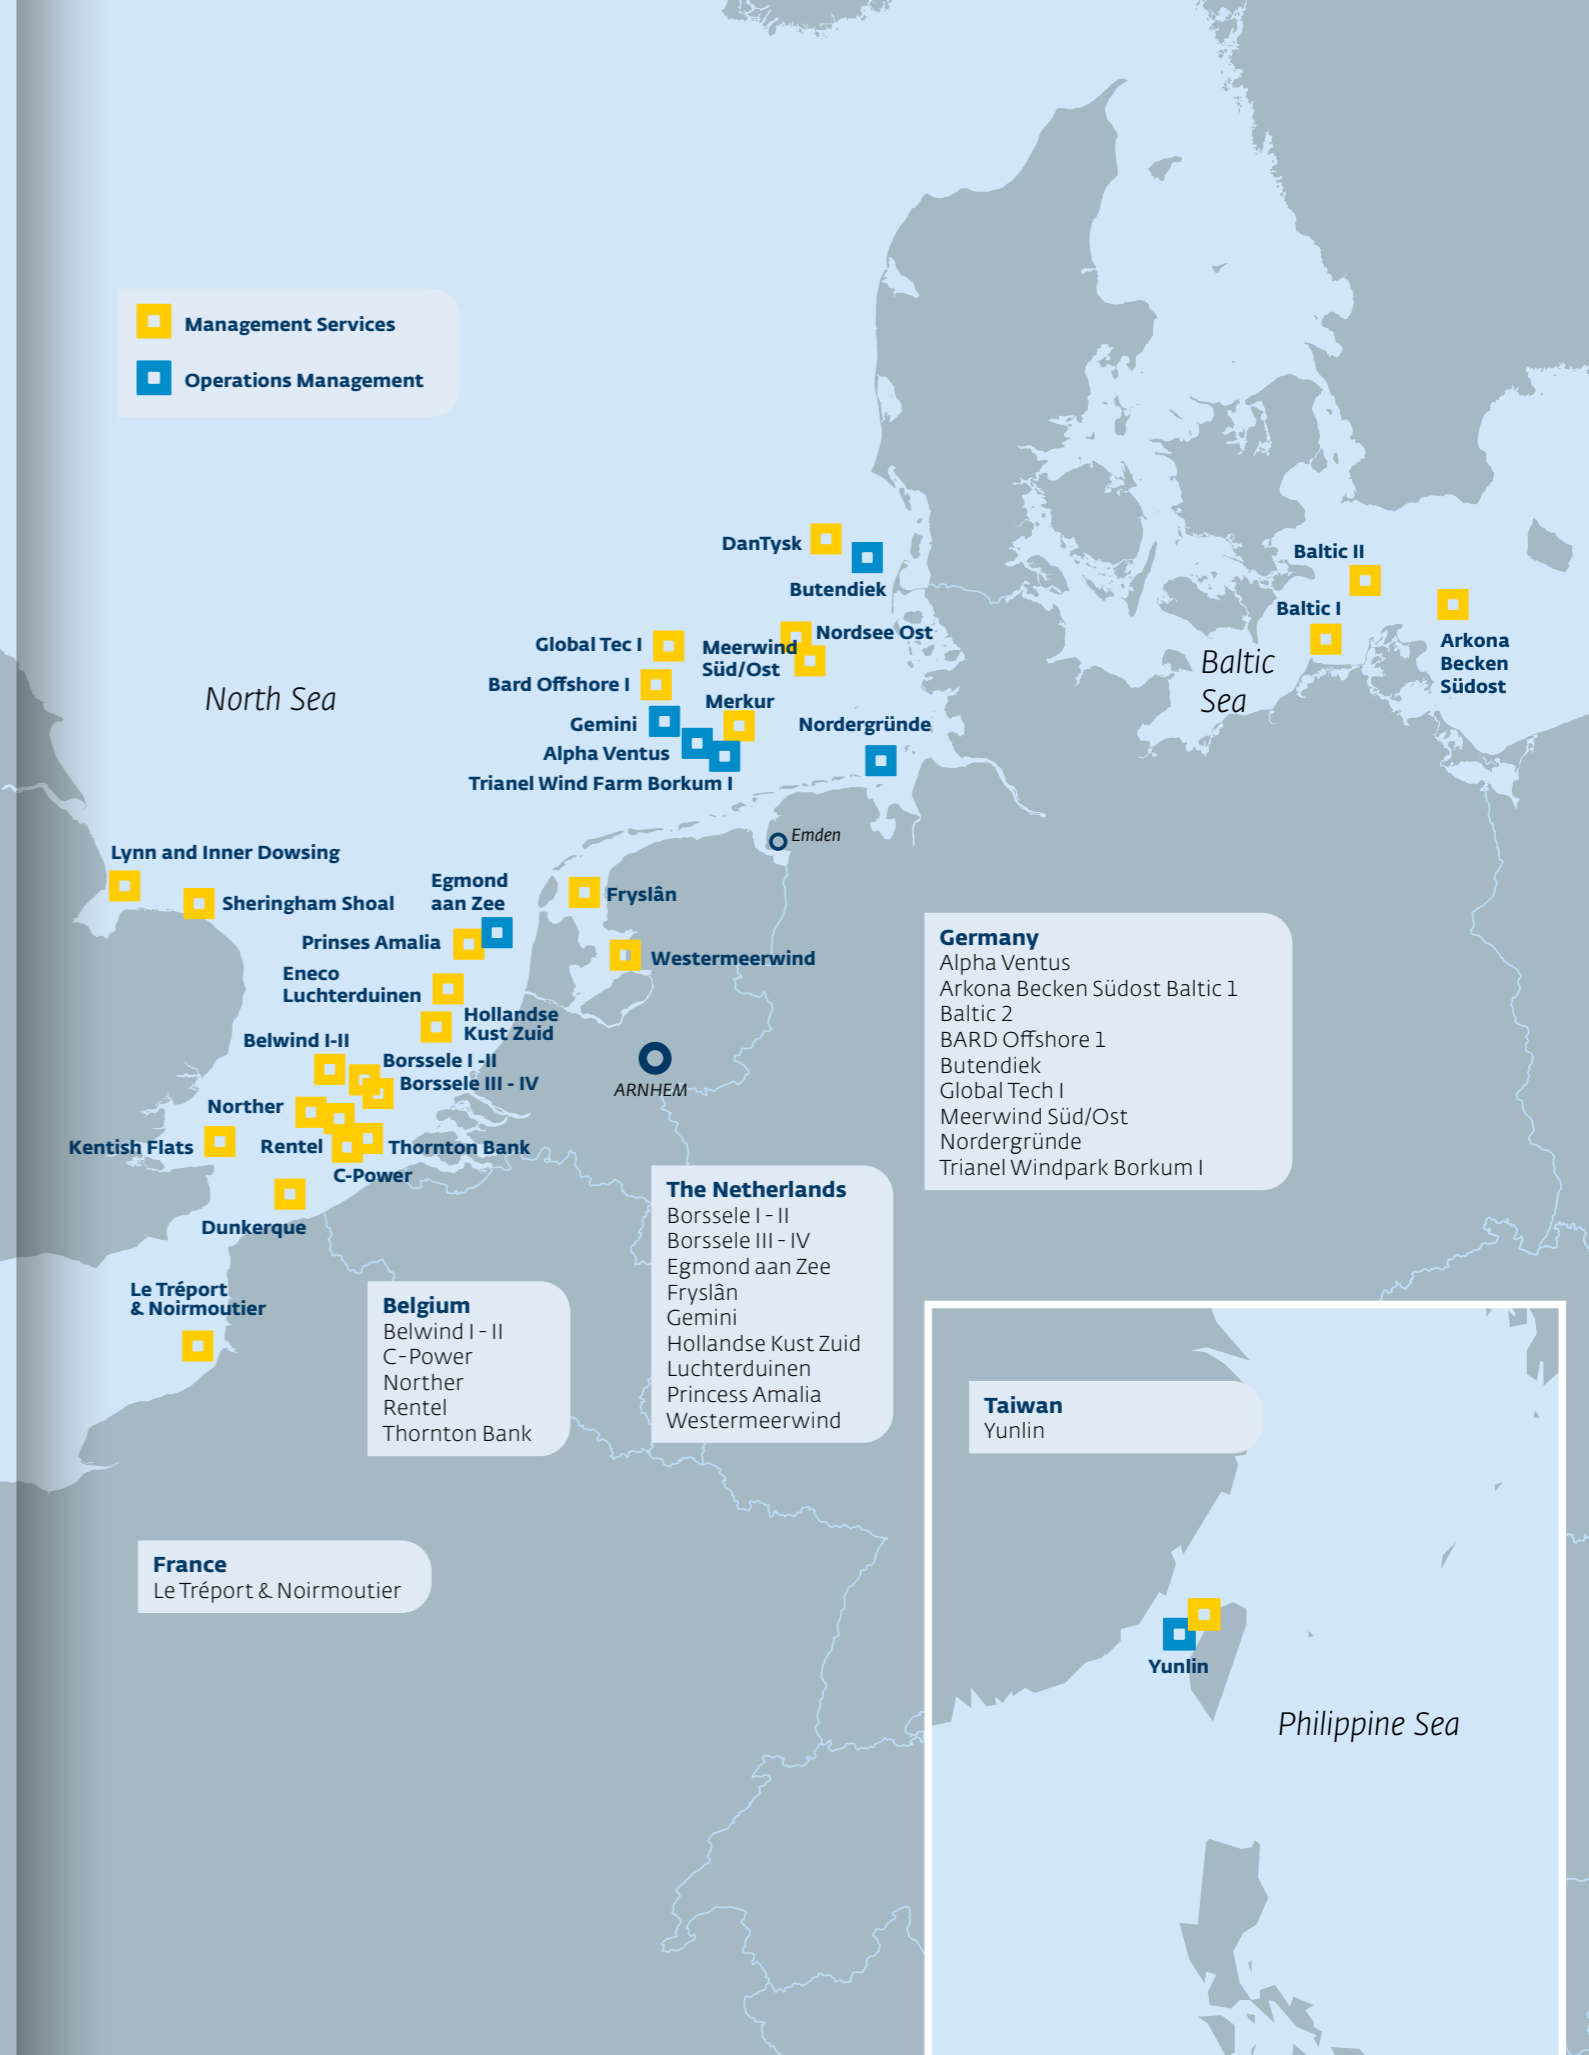 Management Services
Operations Management
DanTysk
Butendiek
Nordsee Ost
Global Tec I
Meerwind
Süd/Ost
Bard Offshore I
Merkur
Gemini
Nordergründe
Alpha Ventus
Trianel Wind Farm Borkum I
Baltic II
Baltic I
Arkona
Becken
Südost
Baltic
Sea
North Sea
Emden
Lynn and Inner Dowsing
Sheringham Shoal
Egmond
aan Zee
Fryslân
Prinses Amalia
Westermeerwind
Eneco
Luchterduinen
Hollandse
Kust Zuid
Belwind I-II
Borssele I -II
Borssele III - IV
ARNHEM
Norther
Kentish Flats
Rentel
Thornton Bank
C-Power
Dunkerque
Le Tréport
& Noirmoutier
Germany
Alpha Ventus
Arkona Becken Südost Baltic 1
Baltic 2
BARD Offshore 1
Butendiek
Global Tech I
Meerwind Süd/Ost
Nordergründe
Trianel Windpark Borkum I
The Netherlands
Borssele I - II
Borssele III - IV
Egmond aan Zee
Fryslân
Gemini
Hollandse Kust Zuid
Luchterduinen
Princess Amalia
Westermeerwind
Belgium
Belwind I - II
C-Power
Norther
Rentel
Thornton Bank
France
Le Tréport & Noirmoutier
Taiwan
Yunlin
Yunlin
Philippine Sea